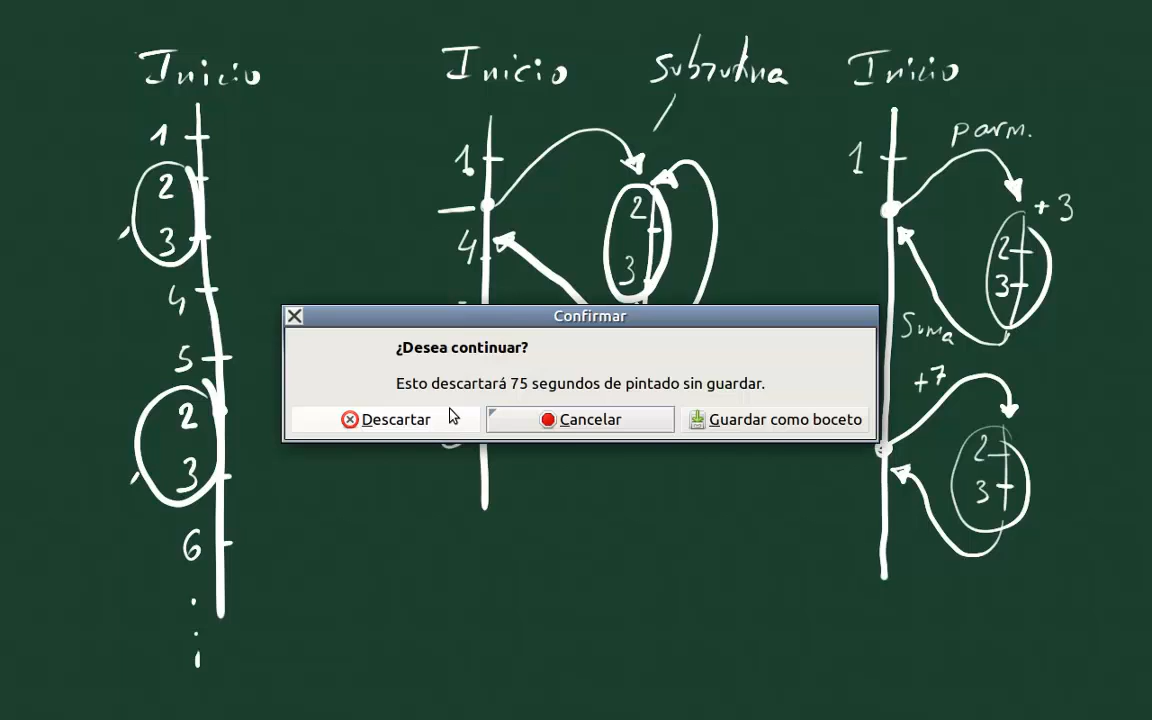 Inicio
1
2
3
4
5
2
3
6
Inicio
Subrutina
1
2
4
3
Inicio
parm.
1
+3
2
3
Suma
+7
2
3
Confirmar
¿Desea continuar?
Esto descartará 75 segundos de pintado sin guardar.
Descartar
Cancelar
Guardar como boceto